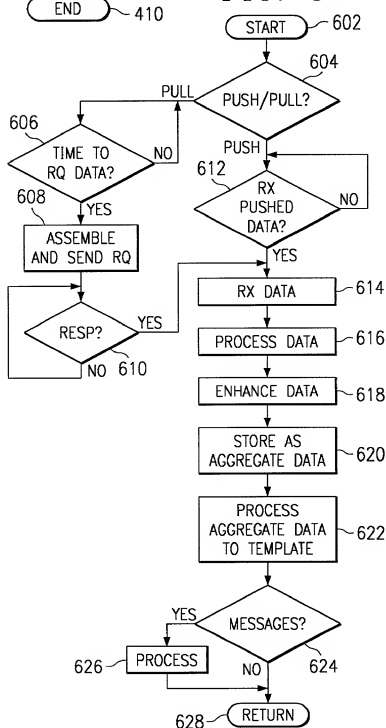 END
410
START
602
604
PULL
PUSH/PULL?
606
PUSH
TIME TO
RQ DATA?
NO
612
RX
PUSHED
DATA?
NO
608
YES
ASSEMBLE
AND SEND RQ
YES
RX DATA
614
RESP?
YES
NO
610
PROCESS DATA
616
ENHANCE DATA
618
STORE AS
AGGREGATE DATA
620
PROCESS
AGGREGATE DATA
TO TEMPLATE
622
YES
MESSAGES?
626
PROCESS
NO
624
628
RETURN